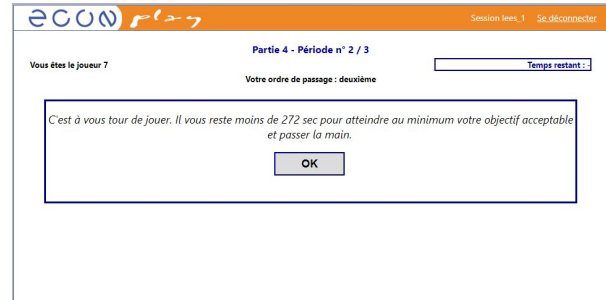 econ play
Session lees_1 Se déconnecter
Partie 4 - Période n° 2 / 3
Vous êtes le joueur 7
Temps restant : -
Votre ordre de passage : deuxième
C'est à vous tour de jouer. Il vous reste moins de 272 sec pour atteindre au minimum votre objectif acceptable
et passer la main.
OK